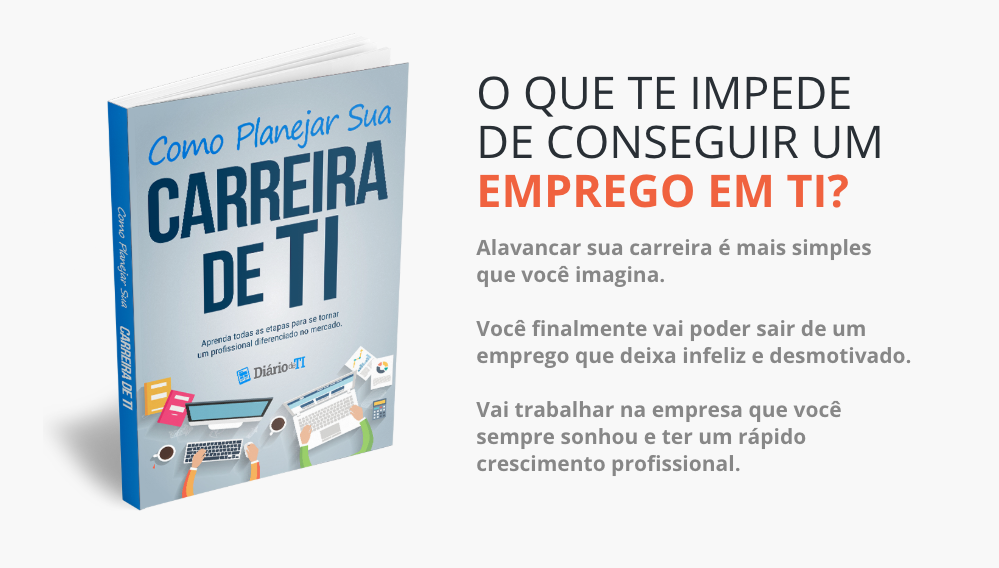 Como Planejar Sua
CARREIRA
DE TI
Aprenda todas as etapas para se tornar
um profissional diferenciado no mercado.
Diário de TI
Como Planejar Sua CARREIRA DE TI
O QUE TE IMPEDE
DE CONSEGUIR UM
EMPREGO EM TI?
Alavancar sua carreira é mais simples
que você imagina.
Você finalmente vai poder sair de um
emprego que deixa infeliz e desmotivado.
Vai trabalhar na empresa que você
sempre sonhou e ter um rápido
crescimento profissional.